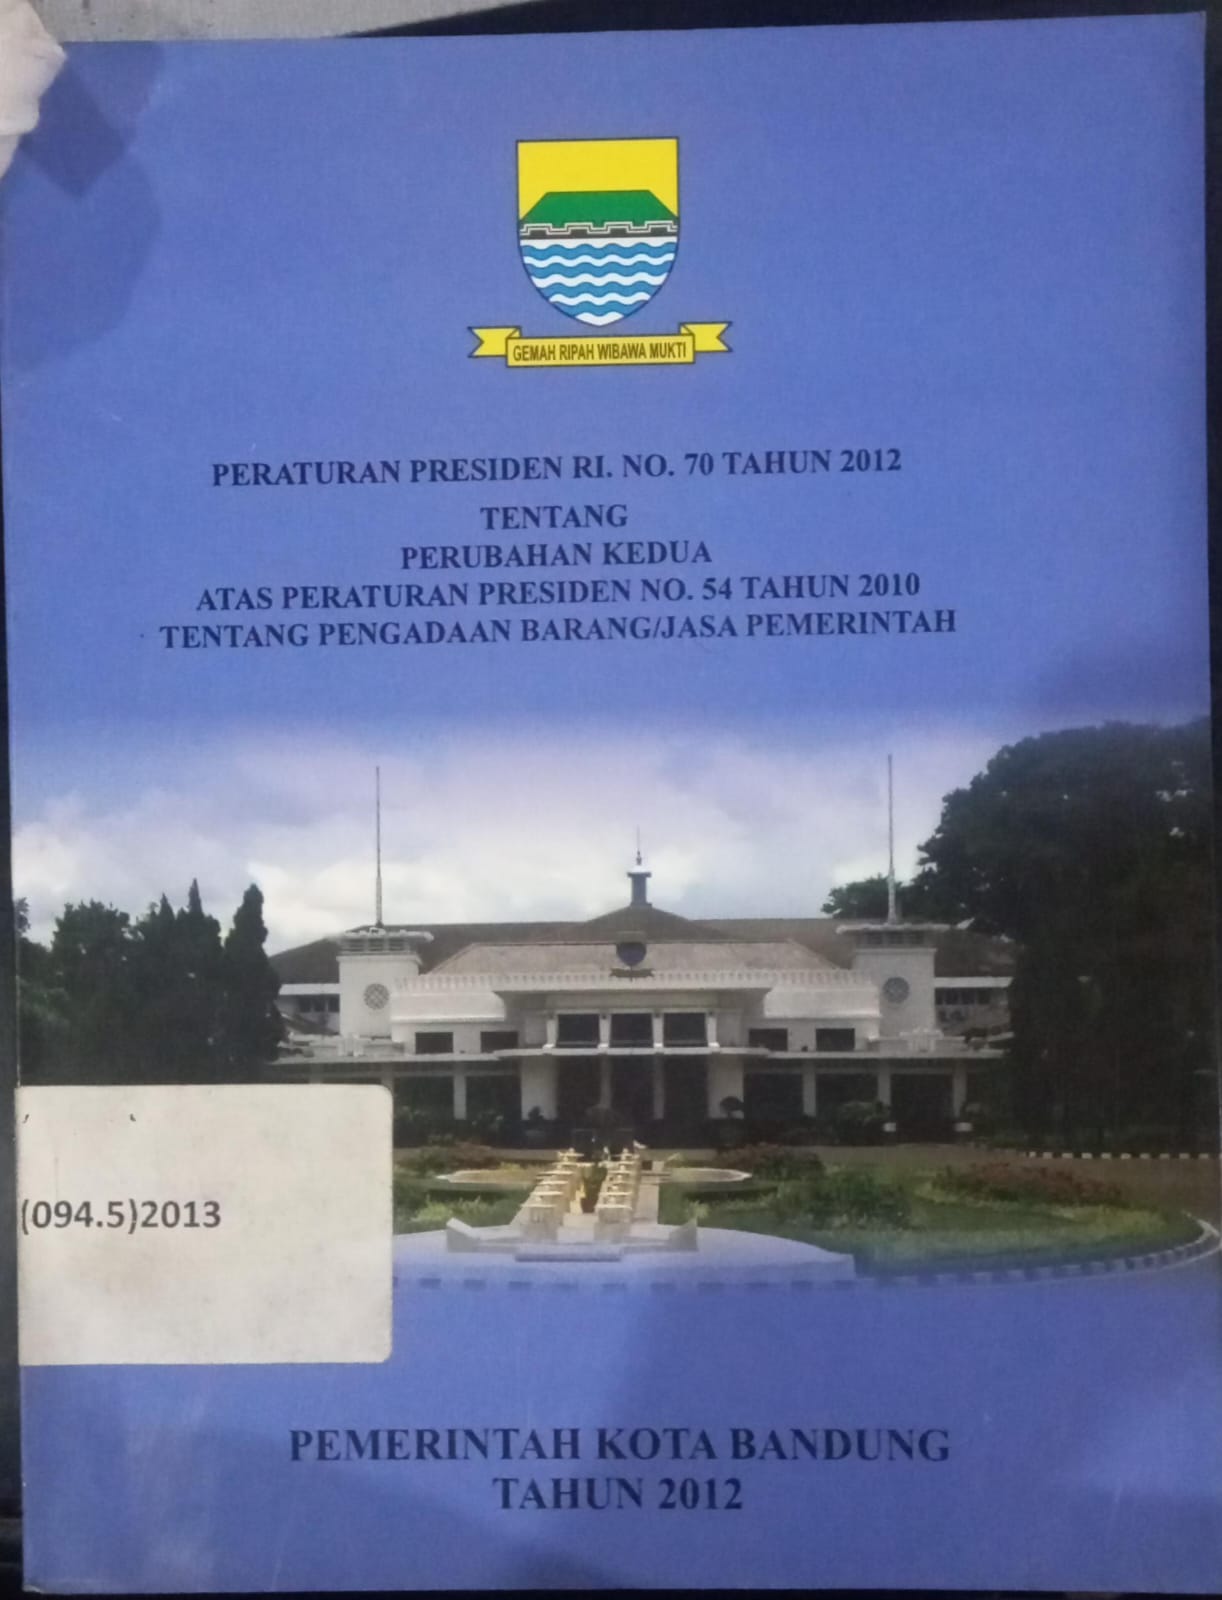 GEMAH RIPAH WIBAWA MUKTI
PERATURAN PRESIDEN RI. NO. 70 TAHUN 2012
TENTANG
PERUBAHAN KEDUA
ATAS PERATURAN PRESIDEN NO. 54 TAHUN 2010
TENTANG PENGADAAN BARANG/JASA PEMERINTAH
(094.5)2013
PEMERINTAH KOTA BANDUNG
TAHUN 2012